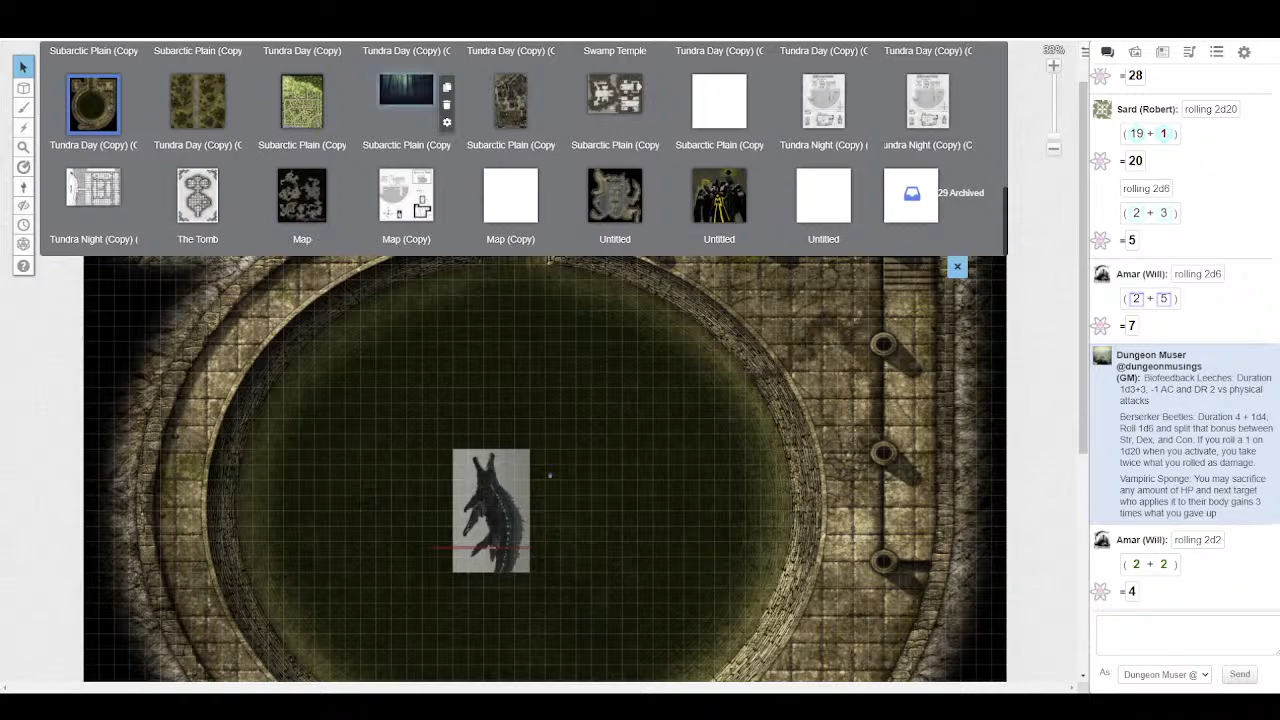 Subarctic Plain (Copy
Subarctic Plain (Copy
Tundra Day (Copy)
Tundra Day (Copy) (C
Tundra Day (Copy) (C
Swamp Temple
Tundra Day (Copy) (C
Tundra Day (Copy)
Tundra Day (Copy) (C
Tundra Day (Copy) (C
Tundra Day (Copy) (C
Subarctic Plain (Copy)
Subarctic Plain (Copy
Subarctic Plain (Copy)
Subarctic Plain (Copy
Subarctic Plain (Copy)
Tundra Night (Copy) (
undra Night (Copy) (C
29 Archived
Tundra Night (Copy) (
The Tomb
Map
Map (Copy)
Map (Copy)
Untitled
Untitled
Untitled
38%
= 28
Sard (Robert): rolling 2d20
( 19 + 1 )
= 20
rolling 2d6
( 2 + 3 )
= 5
Amar (Will): rolling 2d6
( 2 + 5 )
= 7
Dungeon Muser
@dungeonmusings
(GM): Biofeedback Leeches: Duration
1d3+3, -1 AC and DR 2 vs physical
attacks
Berserker Beetles: Duration 4 + 1d4,
Roll 1d6 and split that bonus between
Str, Dex, and Con. If you roll a 1 on
1d20 when you activate, you take
twice what you rolled as damage.
Vampiric Sponge: You may sacrifice
any amount of HP and next target
who applies it to their body gains 3
times what you gave up
Amar (Will): rolling 2d2
( 2 + 2 )
= 4
As Dungeon Muser @
Send